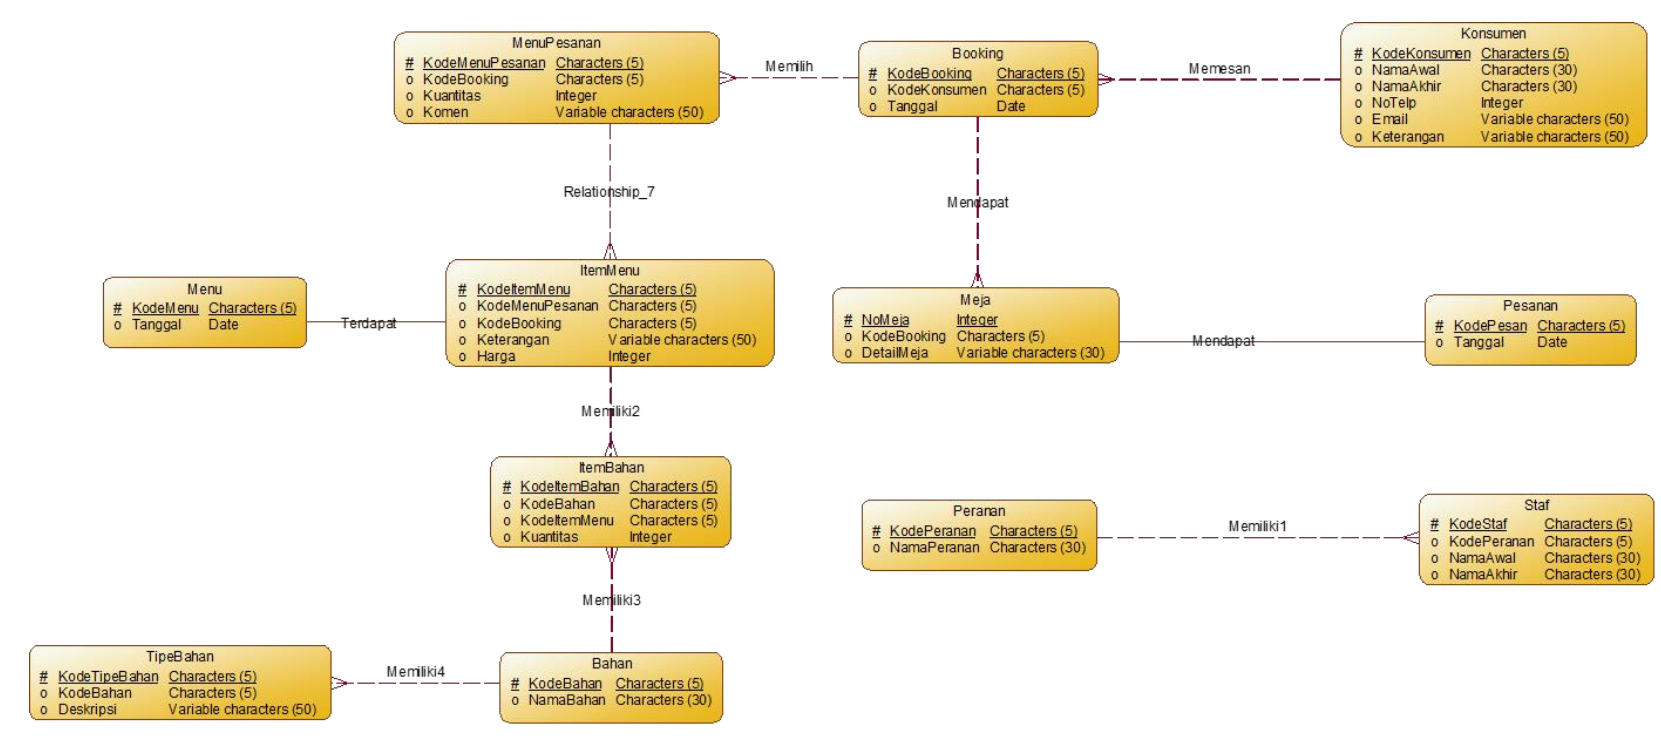 MenuPesanan
# KodeMenuPesanan Characters (5)
o KodeBooking Characters (5)
o Kuantitas Integer
o Komen Variable characters (50)
Memilih
Booking
# KodeBooking Characters (5)
o KodeKonsumen Characters (5)
o Tanggal Date
Memesan
Konsumen
# KodeKonsumen Characters (5)
o NamaAwal Characters (30)
o NamaAkhir Characters (30)
o NoTelp Integer
o Email Variable characters (50)
o Keterangan Variable characters (50)
Relationship_7
Mendapat
Menu
# KodeMenu Characters (5)
o Tanggal Date
Terdapat
ItemMenu
# KodeItemMenu Characters (5)
o KodeMenuPesanan Characters (5)
o KodeBooking Characters (5)
o Keterangan Variable characters (50)
o Harga Integer
Meja
# NoMeja Integer
o KodeBooking Characters (5)
o DetailMeja Variable characters (30)
Mendapat
Pesanan
# KodePesan Characters (5)
o Tanggal Date
Memiliki2
ItemBahan
# KodeItemBahan Characters (5)
o KodeBahan Characters (5)
o KodeItemMenu Characters (5)
o Kuantitas Integer
Peranan
# KodePeranan Characters (5)
o NamaPeranan Characters (30)
Memiliki1
Staf
# KodeStaf Characters (5)
o KodePeranan Characters (5)
o NamaAwal Characters (30)
o NamaAkhir Characters (30)
Memiliki3
TipeBahan
# KodeTipeBahan Characters (5)
o KodeBahan Characters (5)
o Deskripsi Variable characters (50)
Memiliki4
Bahan
# KodeBahan Characters (5)
o NamaBahan Characters (30)